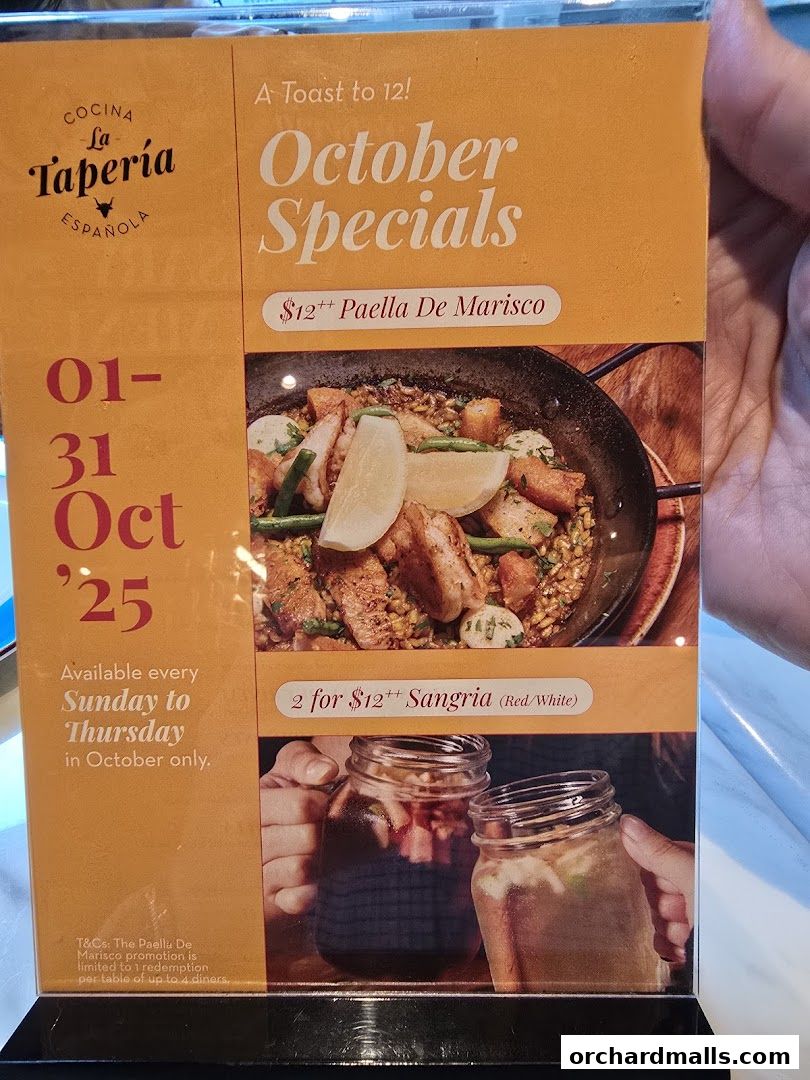 COCINA
La
Tapería
ESPAÑOLA
01-
31
Oct
’25
Available every
Sunday to
Thursday
in October only.
T&Cs: The Paella De
Marisco promotion is
limited to 1 redemption
per table of up to 4 diners.
A Toast to 12!
October
Specials
$12++ Paella De Marisco
2 for $12++ Sangria (Red/White)
orchardmalls.com